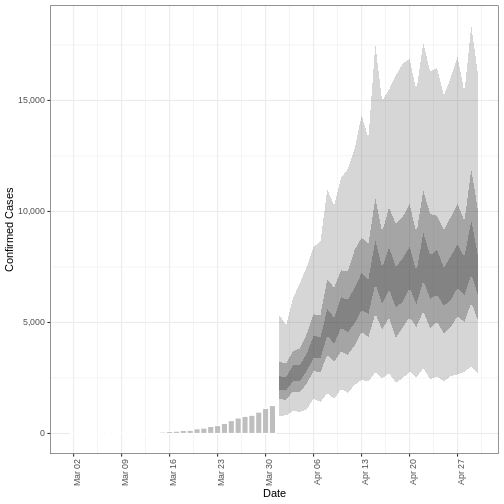 Confirmed Cases
15,000
10,000
5,000
0
Mar 02
Mar 09
Mar 16
Mar 23
Mar 30
Apr 06
Apr 13
Apr 20
Apr 27
Date